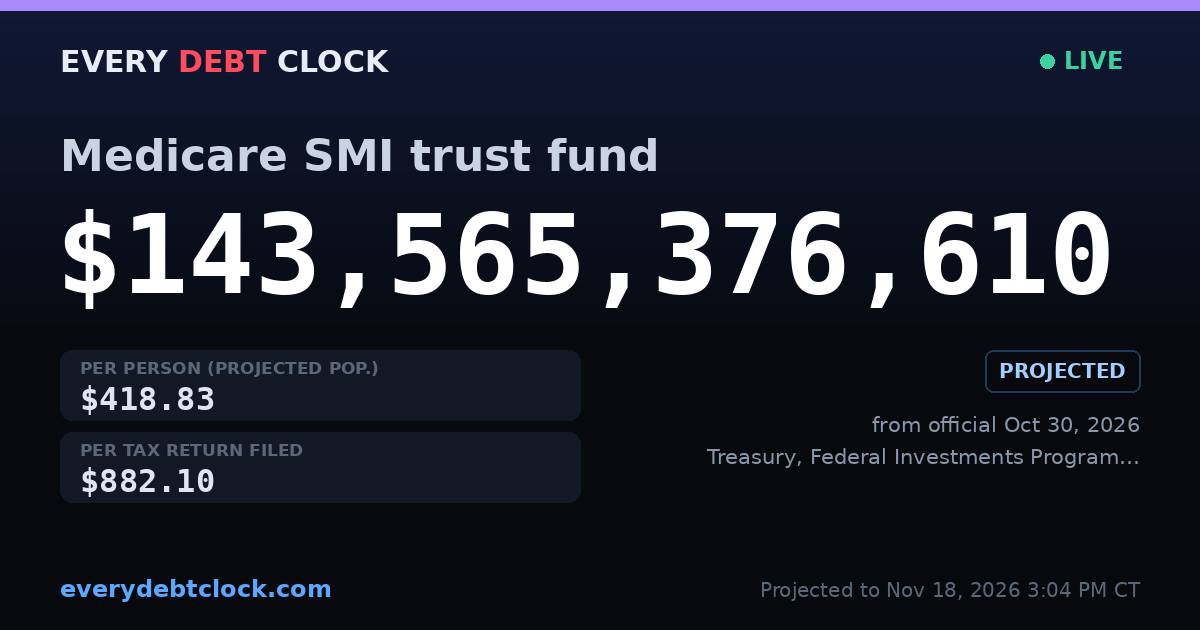 EVERY DEBT CLOCK
LIVE
Medicare SMI trust fund
$143,565,376,610
PER PERSON (PROJECTED POP.)
$418.83
PER TAX RETURN FILED
$882.10
PROJECTED
from official Oct 30, 2026
Treasury, Federal Investments Program…
everydebtclock.com
Projected to Nov 18, 2026 3:04 PM CT